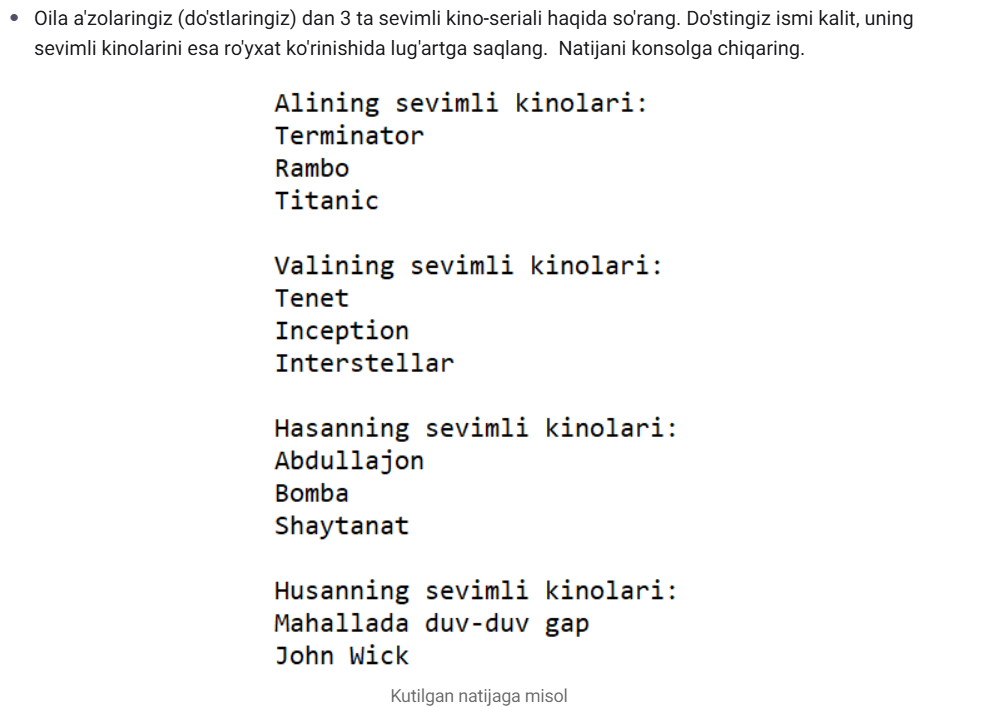 • Oila a'zolaringiz (do'stlaringiz) dan 3 ta sevimli kino-seriali haqida so'rang. Do'stingiz ismi kalit, uning
sevimli kinolarini esa ro'yxat ko'rinishida lug'artga saqlang. Natijani konsolga chiqaring.
Alining sevimli kinolari:
Terminator
Rambo
Titanic
Valining sevimli kinolari:
Tenet
Inception
Interstellar
Hasanning sevimli kinolari:
Abdullajon
Bomba
Shaytanat
Husanning sevimli kinolari:
Mahallada duv-duv gap
John Wick
Kutilgan natijaga misol